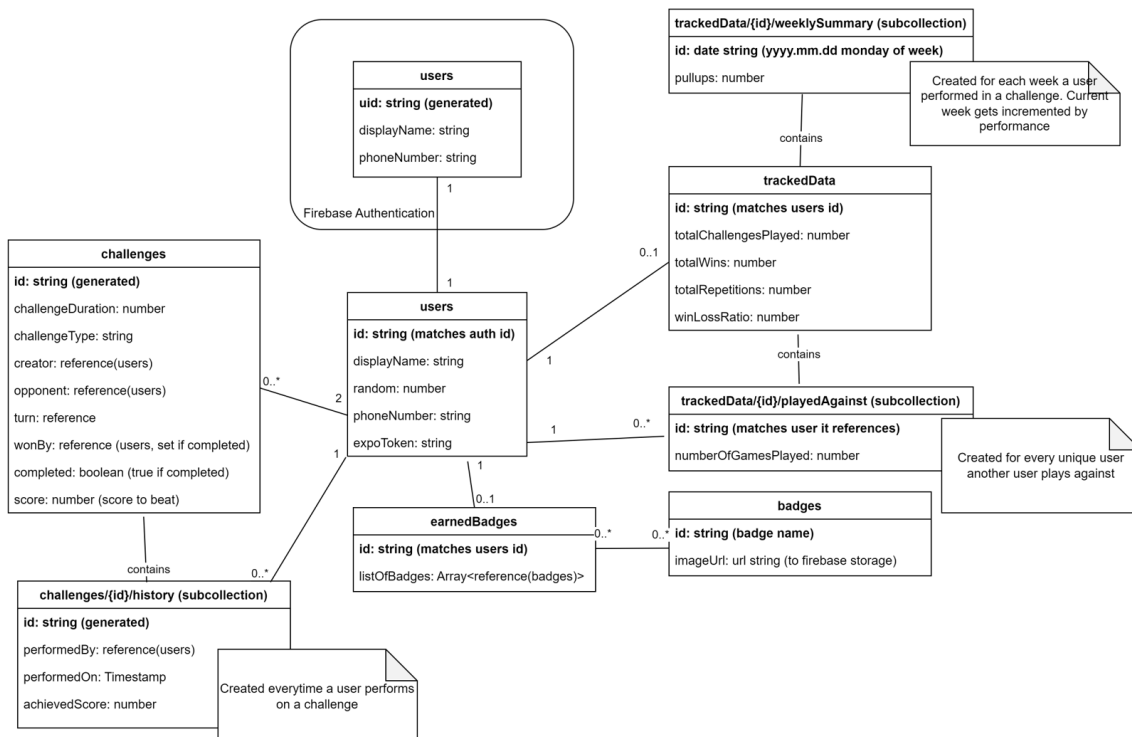 trackedData/{id}/weeklySummary (subcollection)
id: date string (yyyy.mm.dd monday of week)
pullups: number
Created for each week a user
performed in a challenge. Current
week gets incremented by
performance
contains
users
uid: string (generated)
displayName: string
phoneNumber: string
1
Firebase Authentication
trackedData
id: string (matches users id)
totalChallengesPlayed: number
totalWins: number
totalRepetitions: number
winLossRatio: number
0..1
contains
challenges
id: string (generated)
challengeDuration: number
challengeType: string
creator: reference(users)
opponent: reference(users)
turn: reference
wonBy: reference (users, set if completed)
completed: boolean (true if completed)
score: number (score to beat)
0..*
2
1
users
id: string (matches auth id)
displayName: string
random: number
phoneNumber: string
expoToken: string
1
1
0..*
trackedData/{id}/playedAgainst (subcollection)
id: string (matches user it references)
numberOfGamesPlayed: number
Created for every unique user
another user plays against
1
1
0..1
earnedBadges
id: string (matches users id)
listOfBadges: Array<reference(badges)>
0..*
0..*
badges
id: string (badge name)
imageUrl: url string (to firebase storage)
contains
0..*
challenges/{id}/history (subcollection)
id: string (generated)
performedBy: reference(users)
performedOn: Timestamp
achievedScore: number
Created everytime a user performs
on a challenge